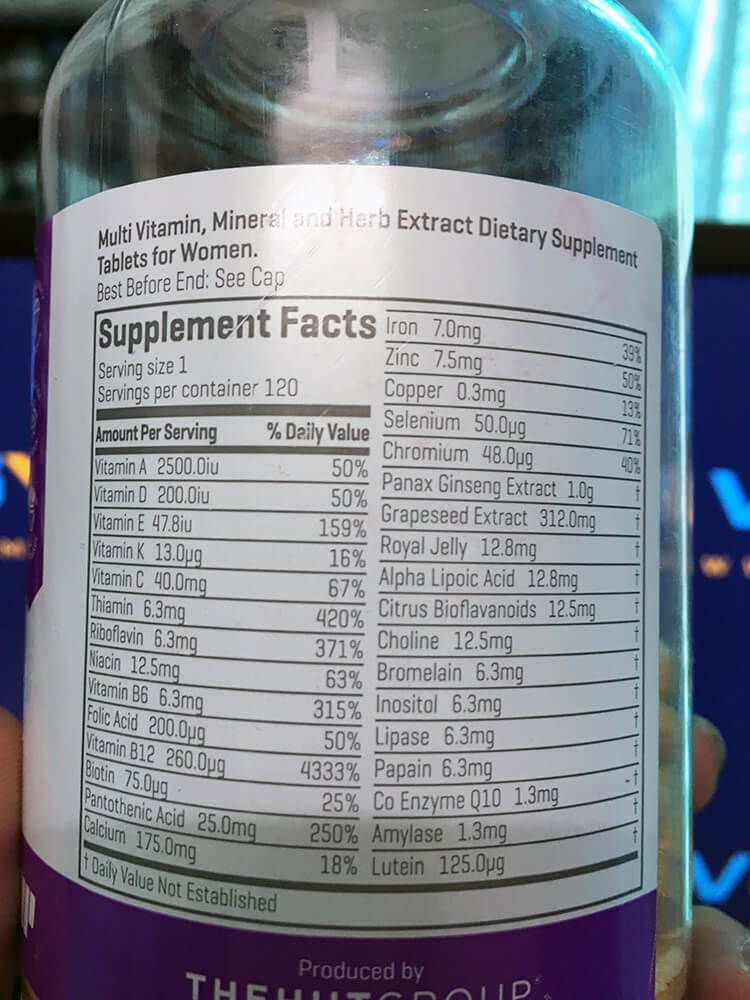 Multi Vitamin, Mineral and Herb Extract Dietary Supplement
Tablets for Women.
Best Before End: See Cap
Supplement Facts
Serving size 1
Servings per container 120
Amount Per Serving % Daily Value
Vitamin A 2500.0iu 50%
Vitamin D 200.0iu 50%
Vitamin E 47.8iu 159%
Vitamin K 13.0µg 16%
Vitamin C 40.0mg 67%
Thiamin 6.3mg 420%
Riboflavin 6.3mg 371%
Niacin 12.5mg 63%
Vitamin B6 6.3mg 315%
Folic Acid 200.0µg 50%
Vitamin B12 260.0µg 4333%
Biotin 75.0µg 25%
Pantothenic Acid 25.0mg 250%
Calcium 175.0mg 18%
† Daily Value Not Established
Iron 7.0mg 39%
Zinc 7.5mg 50%
Copper 0.3mg 13%
Selenium 50.0µg 71%
Chromium 48.0µg 40%
Panax Ginseng Extract 1.0g †
Grapeseed Extract 312.0mg †
Royal Jelly 12.8mg †
Alpha Lipoic Acid 12.8mg †
Citrus Bioflavanoids 12.5mg †
Choline 12.5mg †
Bromelain 6.3mg †
Inositol 6.3mg †
Lipase 6.3mg †
Papain 6.3mg †
Co Enzyme Q10 1.3mg †
Amylase 1.3mg †
Lutein 125.0µg †
Produced by
THEHUTGROUP